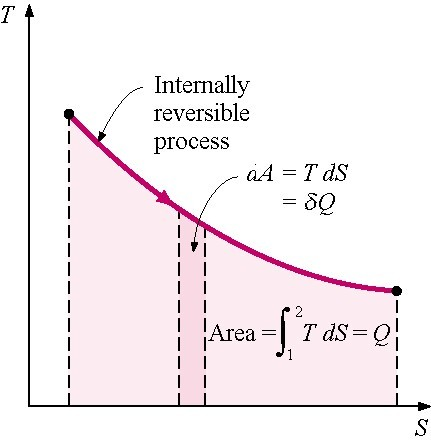 T
Internally
reversible
process
dA = T dS
= δQ
Area = ∫₁² T dS = Q
S